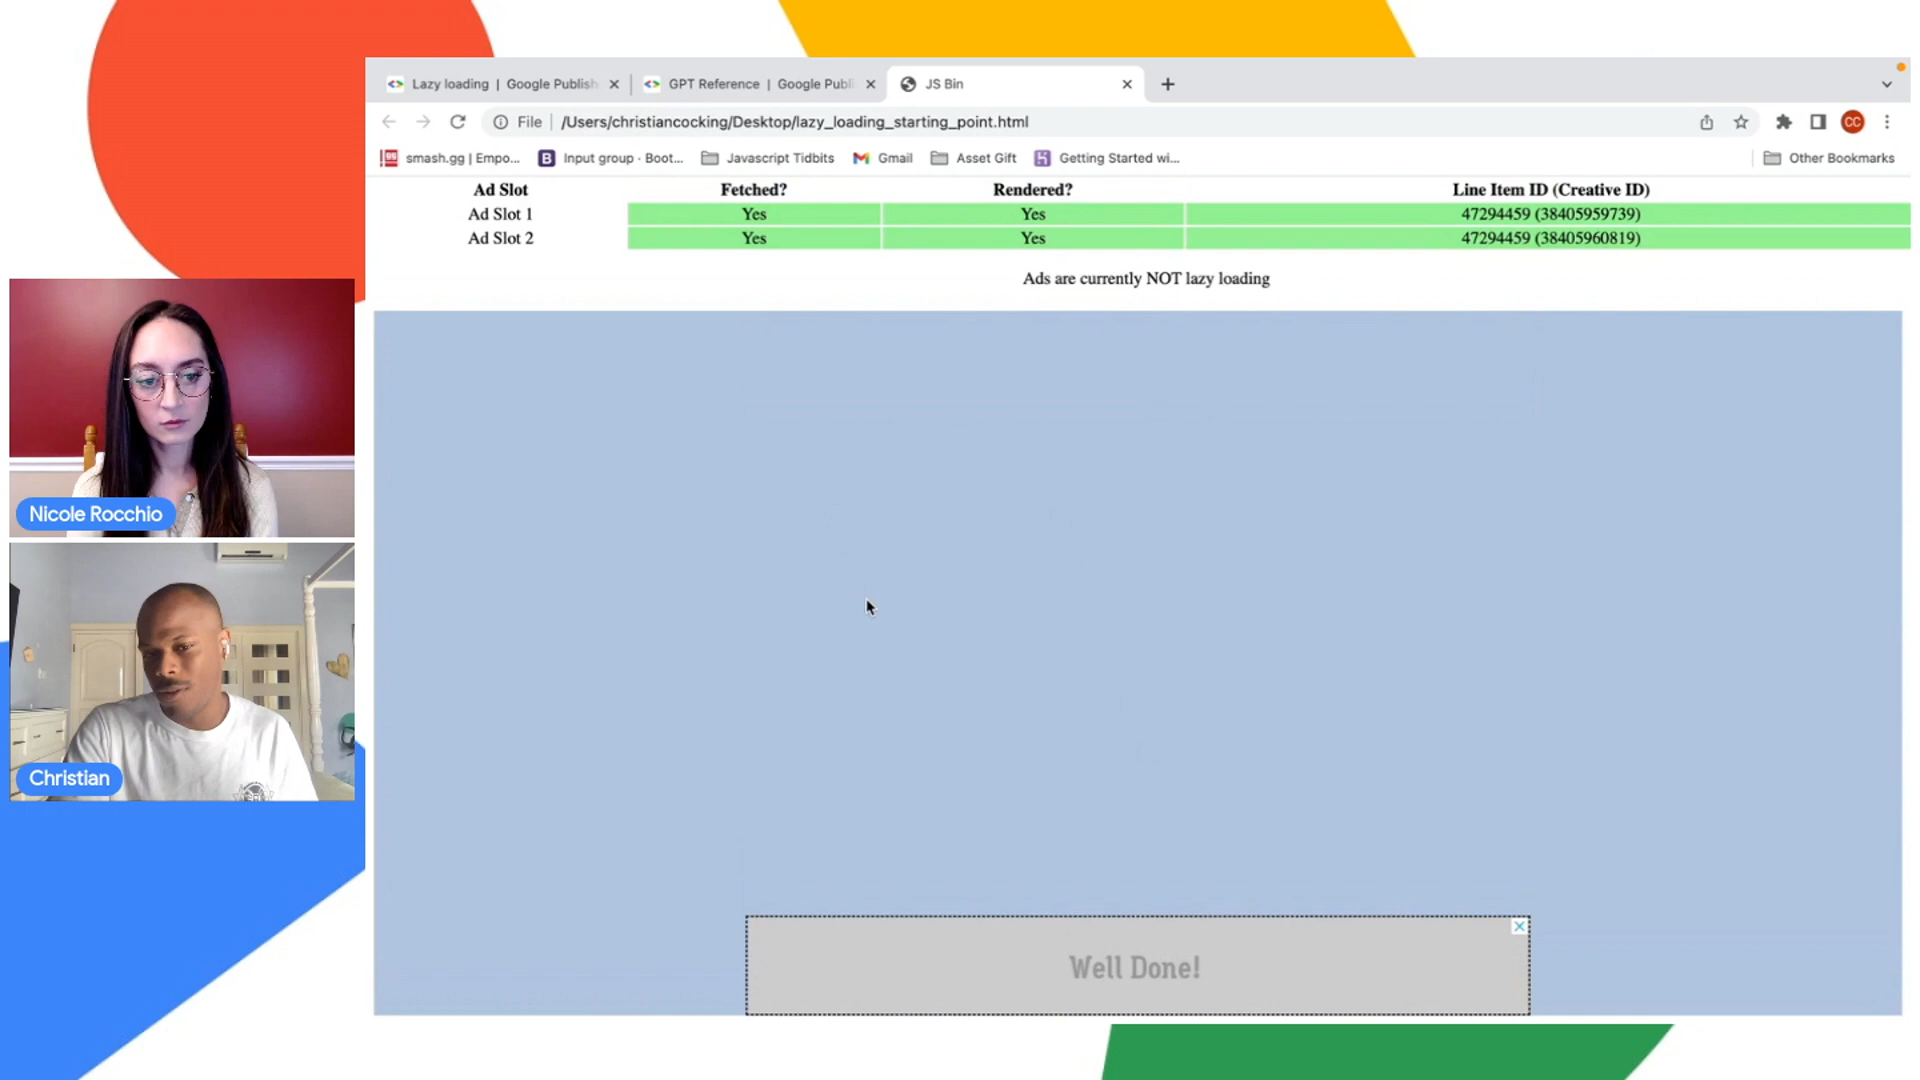 Lazy loading | Google Publish
GPT Reference | Google Publi
JS Bin
File
/Users/christiancocking/Desktop/lazy_loading_starting_point.html
CC
smash.gg | Empo...
B
Input group · Boot...
Javascript Tidbits
Gmail
Asset Gift
Getting Started wi...
Other Bookmarks
Ad Slot Fetched? Rendered? Line Item ID (Creative ID)
Ad Slot 1 Yes Yes 47294459 (38405959739)
Ad Slot 2 Yes Yes 47294459 (38405960819)
Ads are currently NOT lazy loading
Well Done!
Nicole Rocchio
Christian